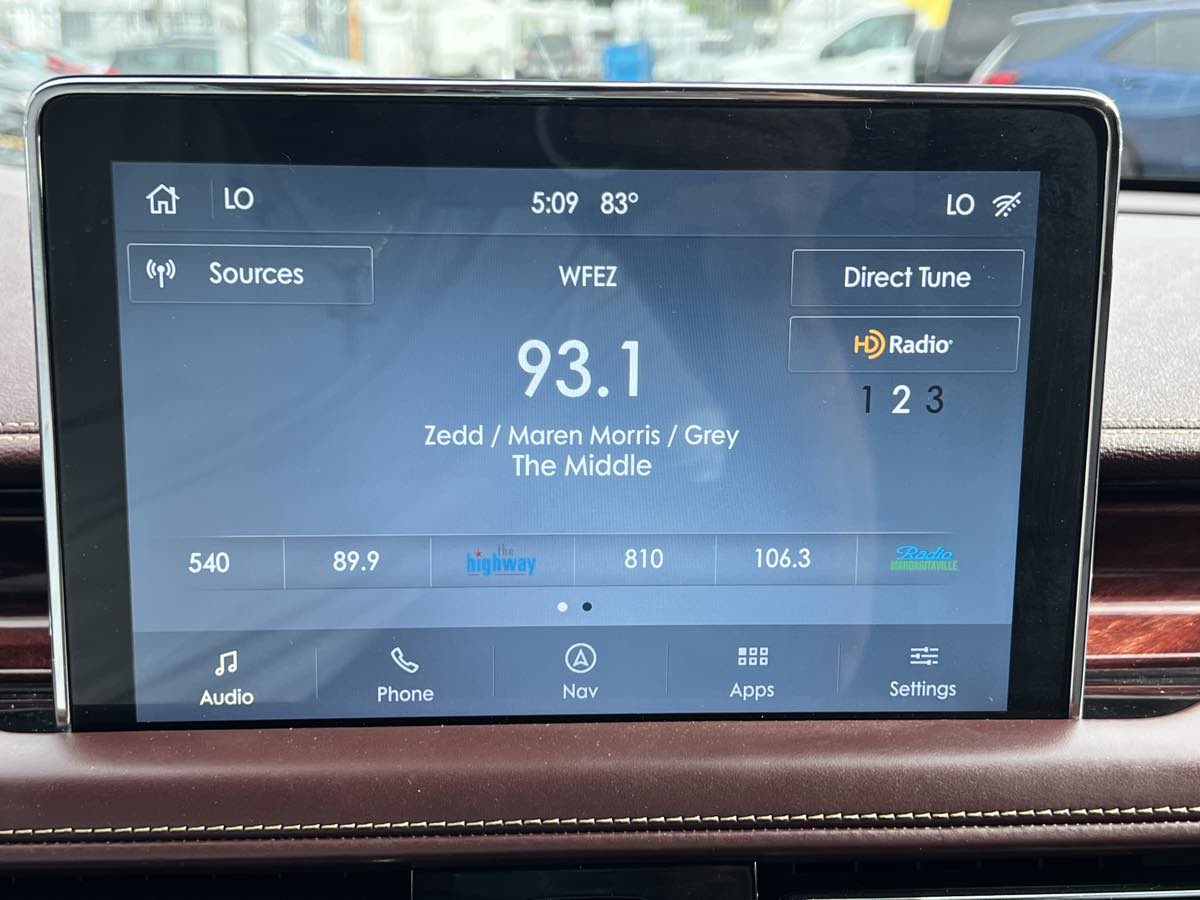 LO 5:09 83° LO
Sources WFEZ Direct Tune
HD Radio
93.1
1 2 3
Zedd / Maren Morris / Grey
The Middle
540 89.9 the highway 810 106.3 Radio MARGARITAVILLE
Audio Phone Nav Apps Settings